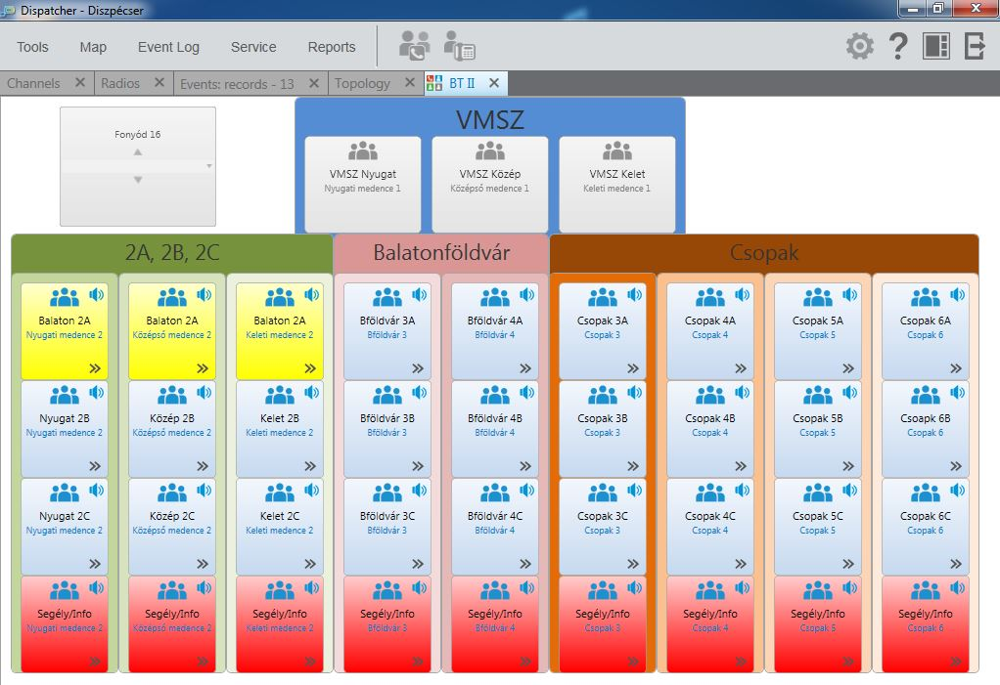 Dispatcher - Diszpécser
Tools Map Event Log Service Reports
Channels Radios Events: records - 13 Topology BT II
Fonyód 16
VMSZ
VMSZ Nyugat VMSZ Közép VMSZ Kelet
Nyugati medence 1 Középső medence 1 Keleti medence 1
2A, 2B, 2C Balatonföldvár Csopak
Balaton 2A Balaton 2A Balaton 2A Bföldvár 3A Bföldvár 4A Csopak 3A Csopak 4A Csopak 5A Csopak 6A
Nyugati medence 2 Középső medence 2 Keleti medence 2 Bföldvár 3 Bföldvár 4 Csopak 3 Csopak 4 Csopak 5 Csopak 6
Nyugat 2B Közép 2B Kelet 2B Bföldvár 3B Bföldvár 4B Csopak 3B Csopak 4B Csopak 5B Csoapk 6B
Nyugati medence 2 Középső medence 2 Keleti medence 2 Bföldvár 3 Bföldvár 4 Csopak 3 Csopak 4 Csopak 5 Csopak 6
Nyugat 2C Közép 2C Kelet 2C Bföldvár 3C Bföldvár 4C Csopak 3C Csopak 4C Csopak 5C Csopak 6C
Nyugati medence 2 Középső medence 2 Keleti medence 2 Bföldvár 3 Bföldvár 4 Csopak 3 Csopak 4 Csopak 5 Csopak 6
Segély/Info Segély/Info Segély/Info Segély/Info Segély/Info Segély/Info Segély/Info Segély/Info Segély/Info
Nyugati medence 2 Középső medence 2 Keleti medence 2 Bföldvár 3 Bföldvár 4 Csopak 3 Csopak 4 Csopak 5 Csopak 6